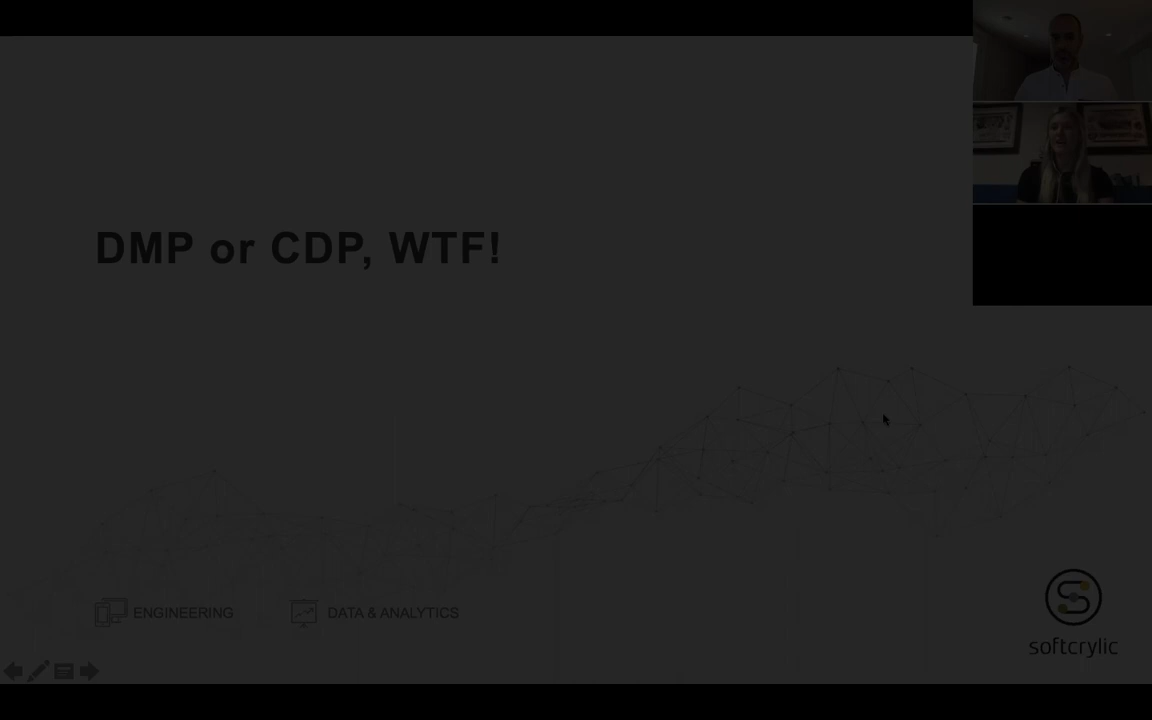 DMP or CDP, WTF!
ENGINEERING
DATA & ANALYTICS
softcrylic